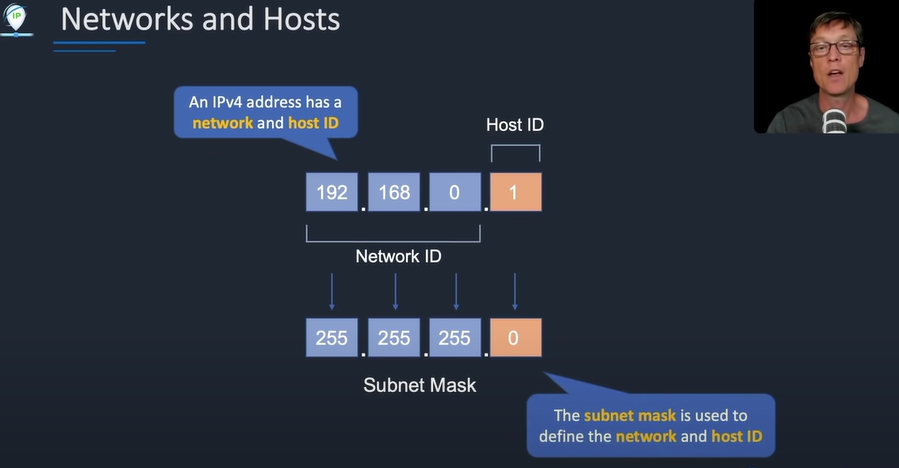 IP
Networks and Hosts
An IPv4 address has a
network and host ID
Host ID
192 . 168 . 0 . 1
Network ID
255 . 255 . 255 . 0
Subnet Mask
The subnet mask is used to
define the network and host ID